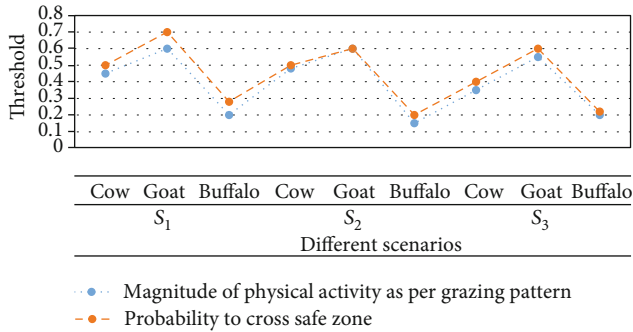 0.8
0.7
0.6
0.5
0.4
0.3
0.2
0.1
0
Threshold
Cow Goat Buffalo Cow Goat Buffalo Cow Goat Buffalo
S1 S2 S3
Different scenarios
Magnitude of physical activity as per grazing pattern
Probability to cross safe zone